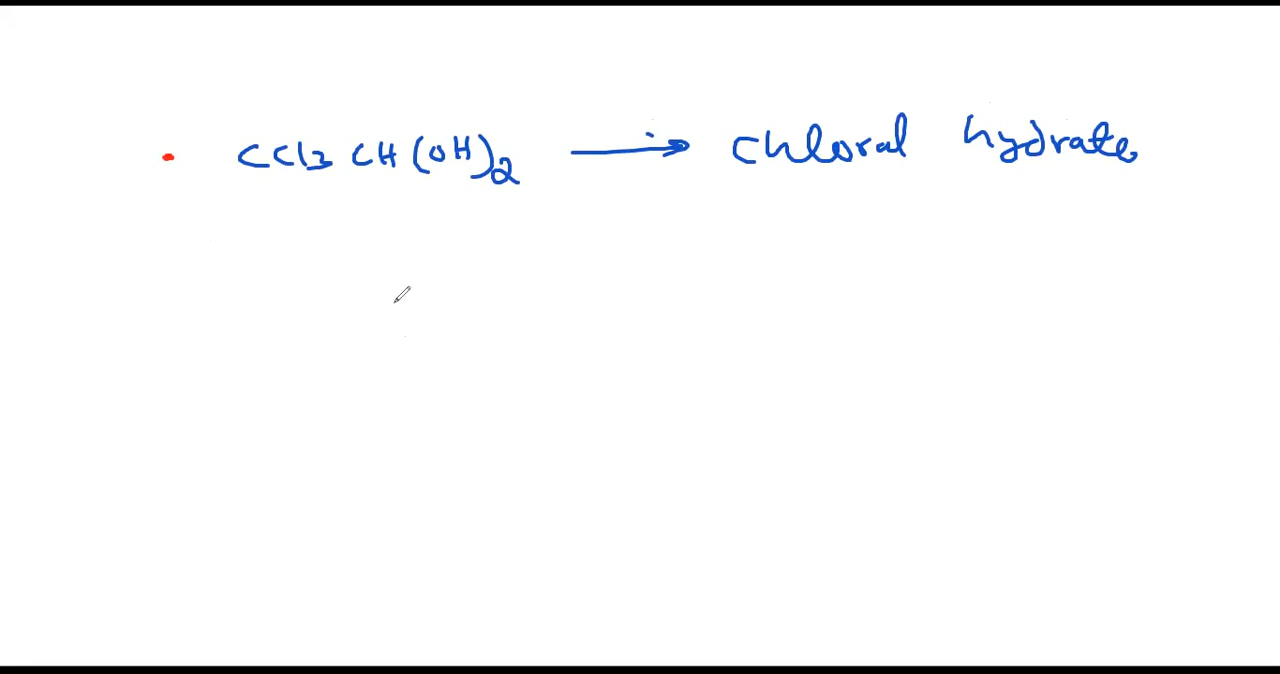 • CCl3 CH (OH)2 → Chloral hydrate